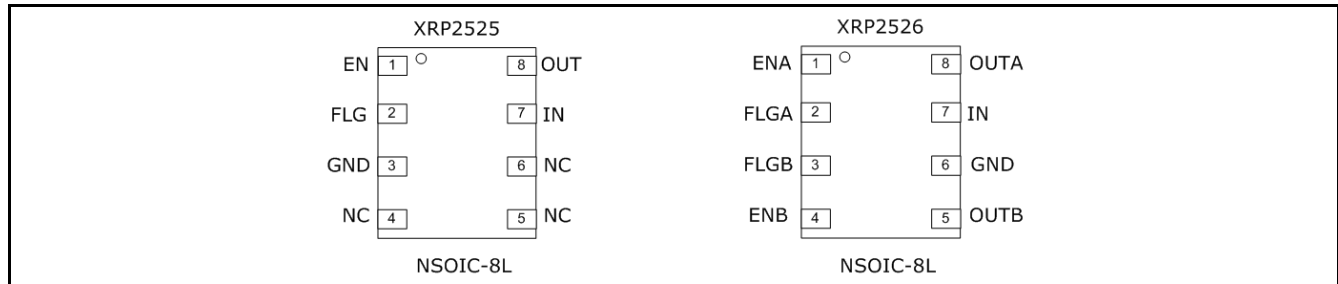 XRP2525
EN 1 8 OUT
FLG 2 7 IN
GND 3 6 NC
NC 4 5 NC
NSOIC-8L
XRP2526
ENA 1 8 OUTA
FLGA 2 7 IN
FLGB 3 6 GND
ENB 4 5 OUTB
NSOIC-8L